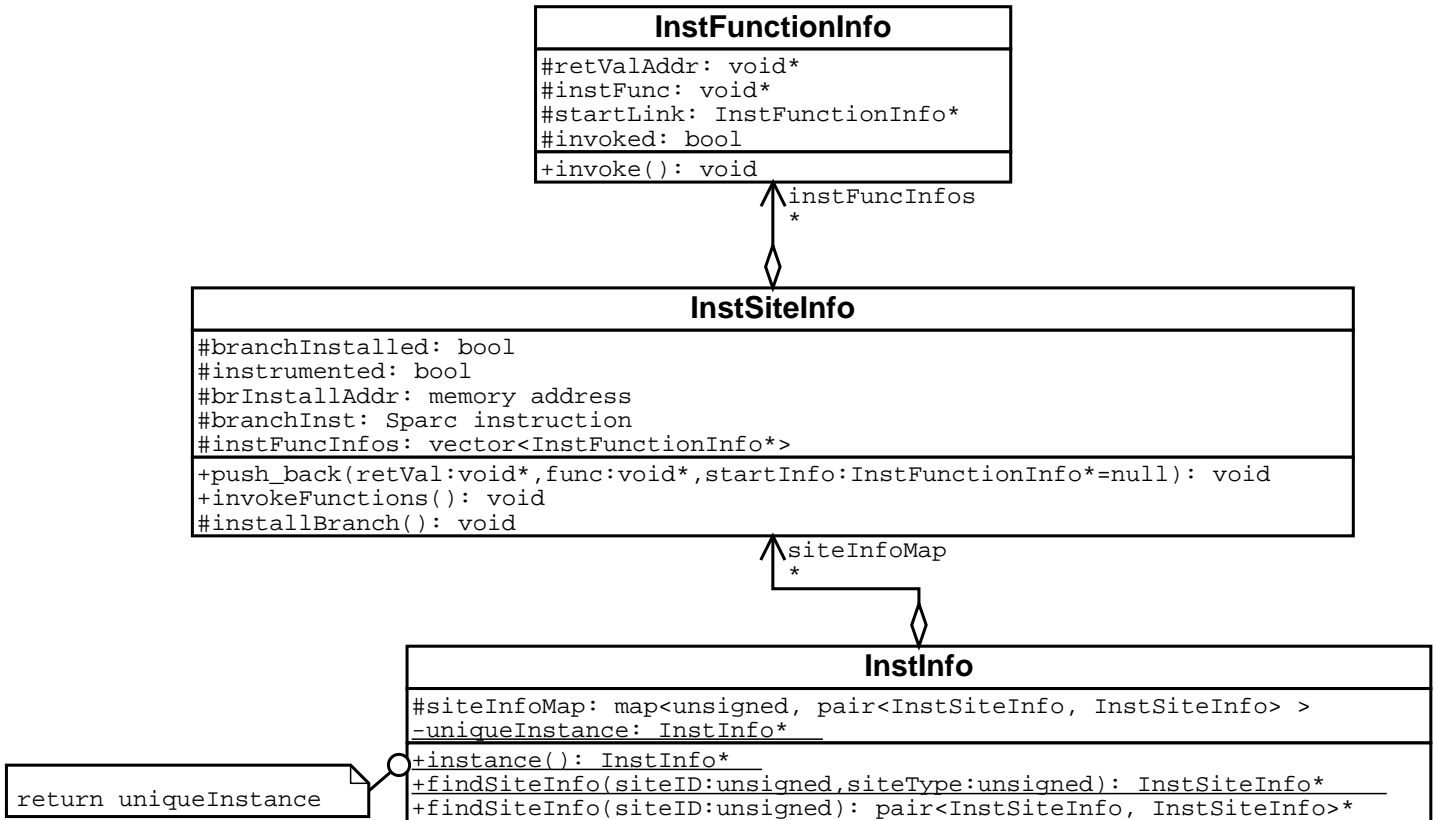 InstFunctionInfo
#retValAddr: void*
#instFunc: void*
#startLink: InstFunctionInfo*
#invoked: bool
+invoke(): void
instFuncInfos
*
InstSiteInfo
#branchInstalled: bool
#instrumented: bool
#brInstallAddr: memory address
#branchInst: Sparc instruction
#instFuncInfos: vector<InstFunctionInfo*>
+push_back(retVal:void*,func:void*,startInfo:InstFunctionInfo*=null): void
+invokeFunctions(): void
#installBranch(): void
siteInfoMap
*
InstInfo
#siteInfoMap: map<unsigned, pair<InstSiteInfo, InstSiteInfo> >
-uniqueInstance: InstInfo*
+instance(): InstInfo*
+findSiteInfo(siteID:unsigned,siteType:unsigned): InstSiteInfo*
+findSiteInfo(siteID:unsigned): pair<InstSiteInfo, InstSiteInfo>*
return uniqueInstance